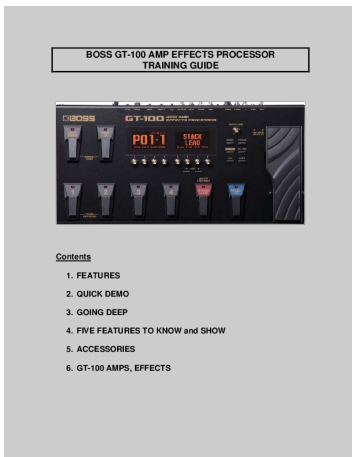 BOSS GT-100 AMP EFFECTS PROCESSOR
TRAINING GUIDE
BOSS
GT-100
P01-1
STACK
LEAD
Contents
1. FEATURES
2. QUICK DEMO
3. GOING DEEP
4. FIVE FEATURES TO KNOW and SHOW
5. ACCESSORIES
6. GT-100 AMPS, EFFECTS